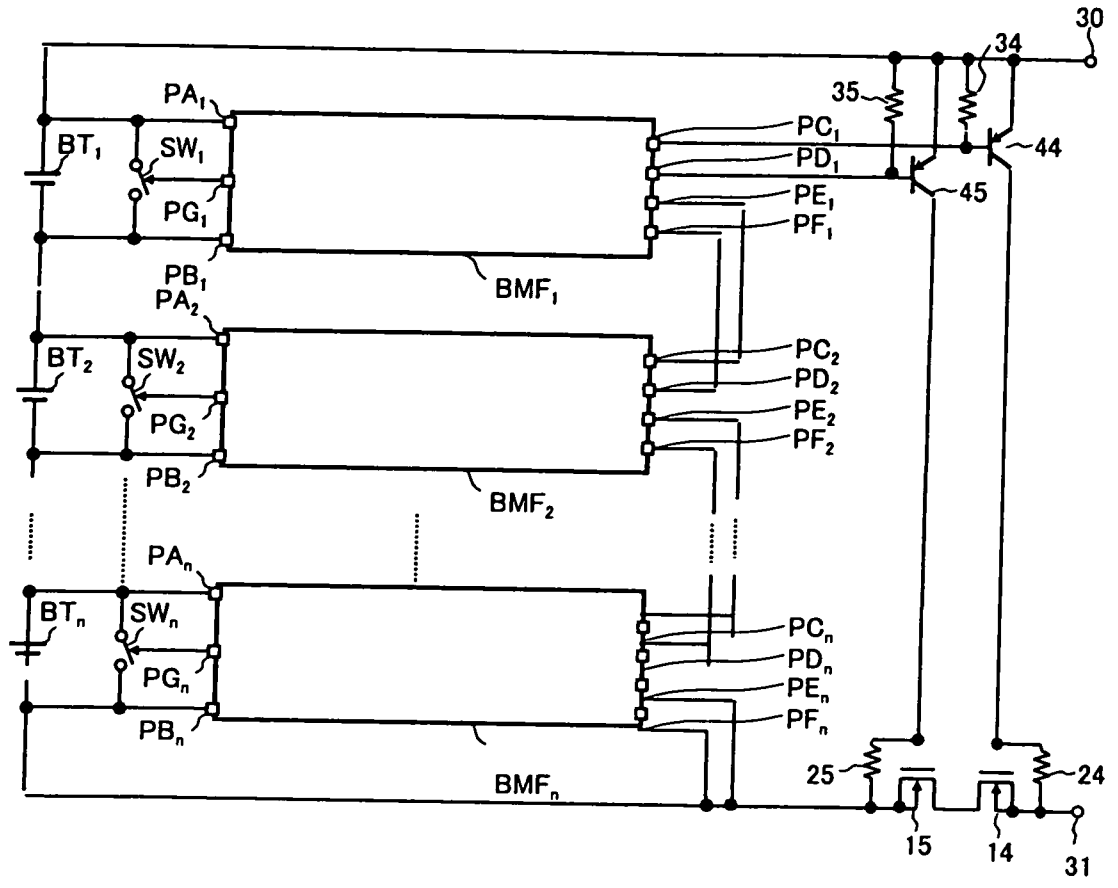 30
34
35
PA₁
BT₁
SW₁
PC₁
44
PD₁
PG₁
PE₁
45
PF₁
PB₁
BMF₁
PA₂
BT₂
SW₂
PC₂
PD₂
PG₂
PE₂
PF₂
PB₂
BMF₂
PAₙ
BTₙ
SWₙ
PCₙ
PDₙ
PGₙ
PEₙ
PBₙ
PFₙ
25
24
BMFₙ
15
14
31